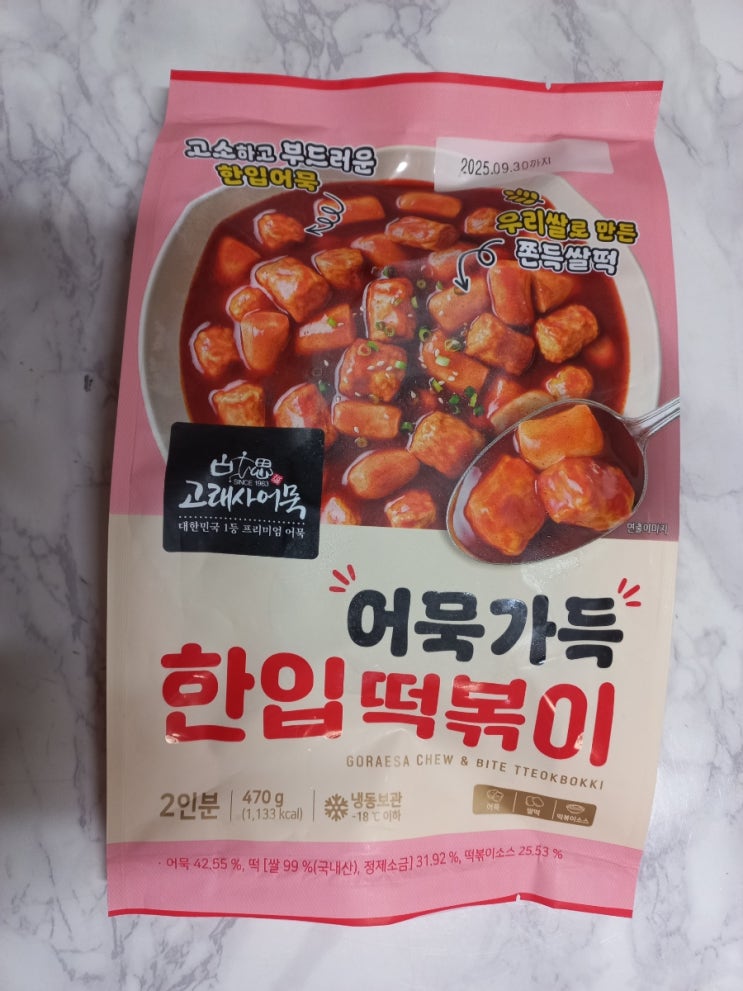 고소하고 부드러운
한입어묵
2025.09.30까지
우리쌀로 만든
쫀득쌀떡
SINCE 1963
고래사어묵
대한민국 1등 프리미엄 어묵
연출이미지
어묵가득
한입 떡볶이
GORAESA CHEW & BITE TTEOKBOKKI
2인분
470 g
(1,133 kcal)
냉동보관
-18℃ 이하
어묵
쌀떡
떡볶이소스
· 어묵 42.55 %, 떡 [쌀 99 %(국내산), 정제소금] 31.92 %, 떡볶이소스 25.53 %